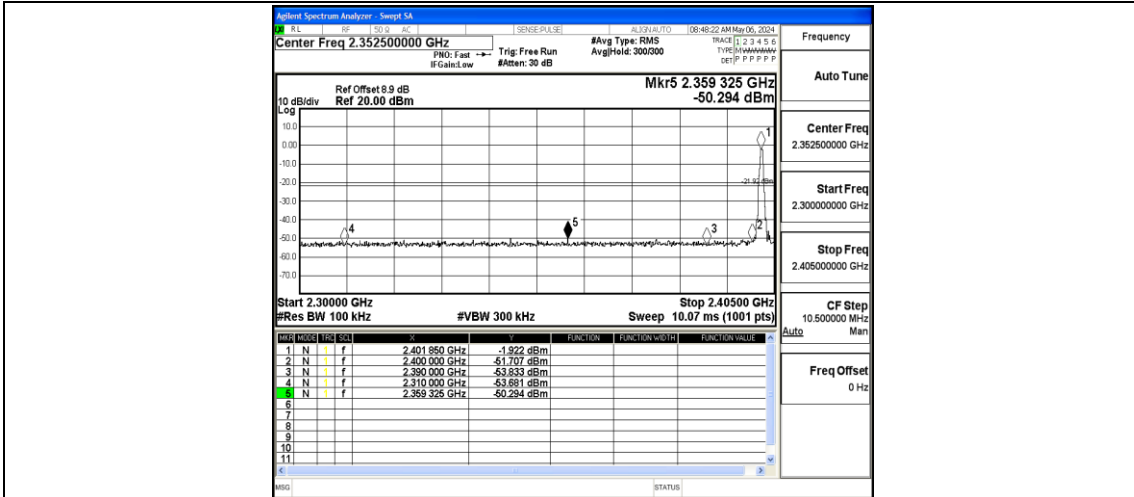 Agilent Spectrum Analyzer - Swept SA
RL RF 50 Ω AC SENSE:PULSE ALIGN AUTO 08:48:22 AM May 06, 2024
Center Freq 2.352500000 GHz
PNO: Fast
IFGain:Low
Trig: Free Run
#Atten: 30 dB
#Avg Type: RMS
Avg|Hold: 300/300
TRACE 1 2 3 4 5 6
TYPE M W W W W W
DET P P P P P P
Mkr5 2.359 325 GHz
-50.294 dBm
Ref Offset 8.9 dB
10 dB/div Ref 20.00 dBm
Log
10.0
0.00
-10.0
-20.0
-30.0
-40.0
-50.0
-60.0
-70.0
1
-21.92 dBm
4
5
3
2
Start 2.30000 GHz Stop 2.40500 GHz
#Res BW 100 kHz #VBW 300 kHz Sweep 10.07 ms (1001 pts)
MKR MODE TRC SCL X Y FUNCTION FUNCTION WIDTH FUNCTION VALUE
1 N 1 f 2.401 850 GHz -1.922 dBm
2 N 1 f 2.400 000 GHz -51.707 dBm
3 N 1 f 2.390 000 GHz -53.833 dBm
4 N 1 f 2.310 000 GHz -53.681 dBm
5 N 1 f 2.359 325 GHz -50.294 dBm
6
7
8
9
10
11
MSG STATUS
Frequency
Auto Tune
Center Freq
2.352500000 GHz
Start Freq
2.300000000 GHz
Stop Freq
2.405000000 GHz
CF Step
10.500000 MHz
Auto Man
Freq Offset
0 Hz